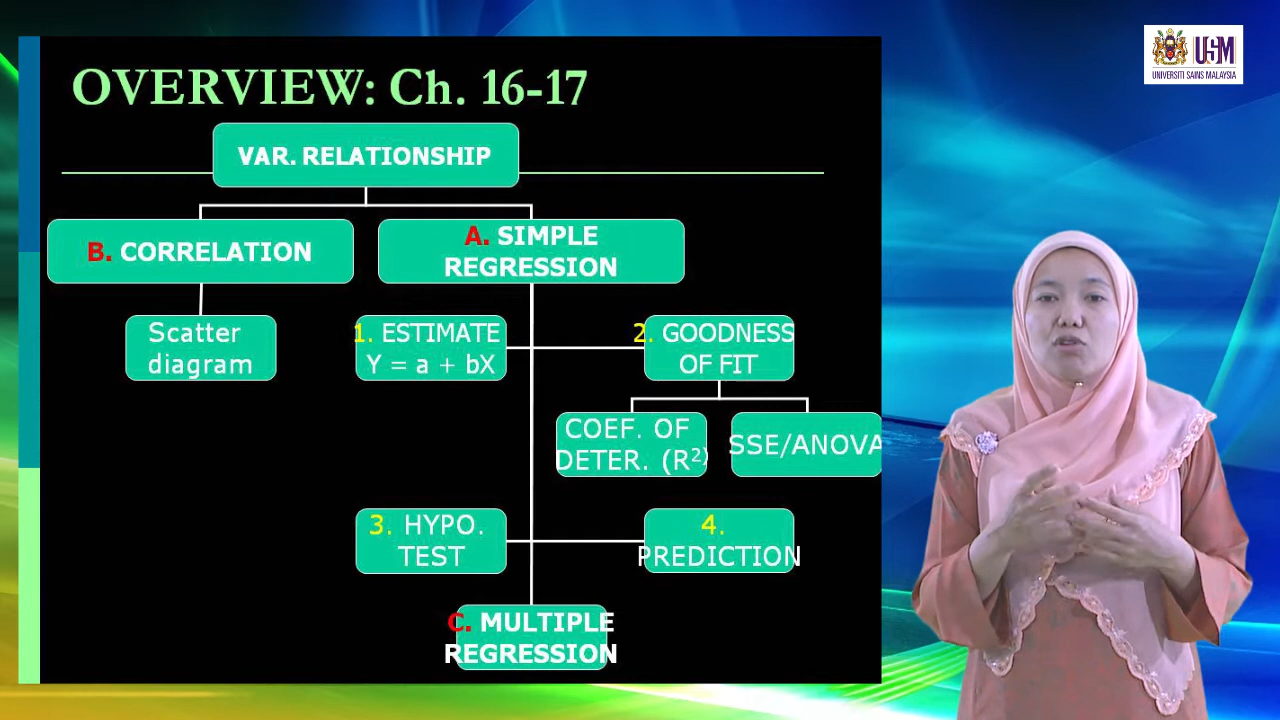 OVERVIEW: Ch. 16-17
VAR. RELATIONSHIP
B. CORRELATION
A. SIMPLE
REGRESSION
Scatter
diagram
1. ESTIMATE
Y = a + bX
2. GOODNESS
OF FIT
COEF. OF
DETER. (R²)
SSE/ANOVA
3. HYPO.
TEST
4.
PREDICTION
C. MULTIPLE
REGRESSION
USM
UNIVERSITI SAINS MALAYSIA